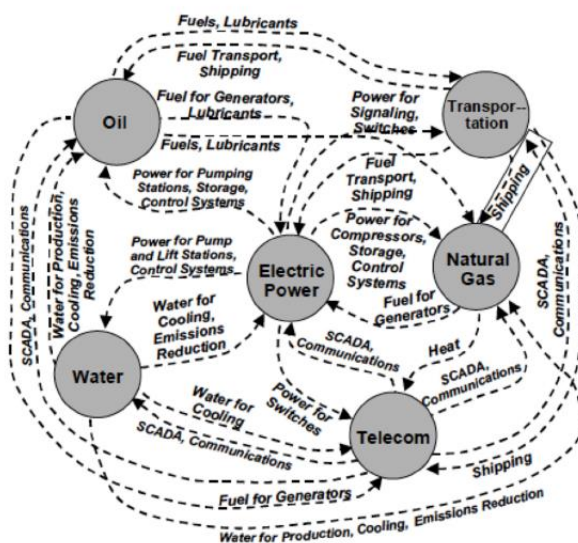 Fuels, Lubricants
Fuel Transport,
Shipping
Oil
Transpor--
tation
Fuel for Generators,
Lubricants
Power for
Signaling,
Switches
Fuels, Lubricants
Fuel
Transport,
Shipping
Shipping
Power for Pumping
Stations, Storage,
Control Systems
Water for Production,
Cooling, Emissions
Reduction
SCADA, Communications
Power for Pump
and Lift Stations,
Control Systems
Electric
Power
Power for
Compressors,
Storage,
Control
Systems
Natural
Gas
SCADA,
Communications
Water for
Cooling,
Emissions
Reduction
Fuel for
Generators
Water
SCADA,
Communications
Heat
SCADA,
Communications
Water for
Cooling
Power for
Switches
Telecom
SCADA, Communications
Shipping
Fuel for Generators
Water for Production, Cooling, Emissions Reduction